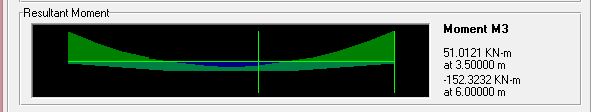 Resultant Moment
Moment M3
51.0121 KN-m
at 3.50000 m
-152.3232 KN-m
at 6.00000 m